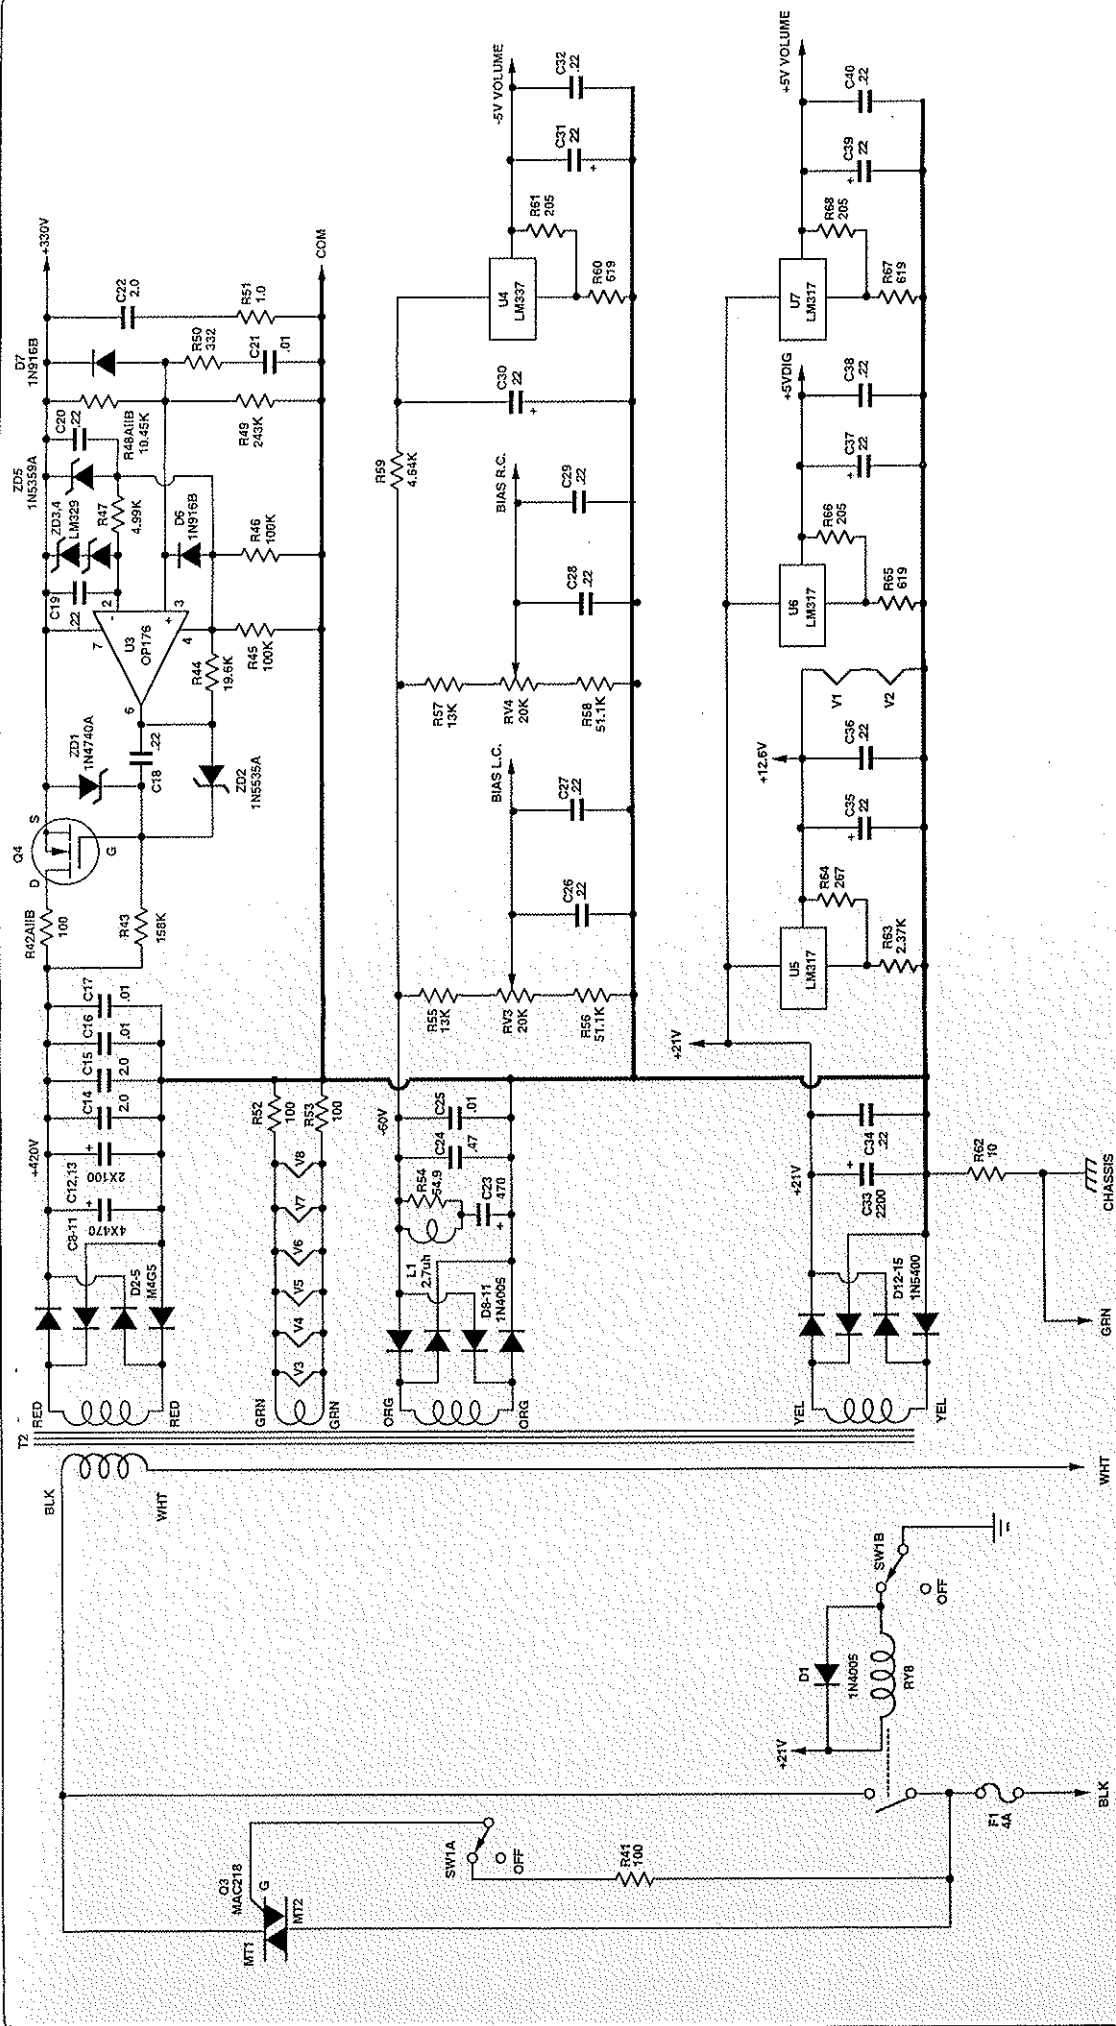 +330V
C22
2.0
R51
1.0
COM
D7
1N916B
R50
332
C21
.01
C20
.22
R48AIIB
10.45K
R49
243K
ZD5
1N5359A
ZD3,4
LM329
R47
4.99K
D6
1N916B
R46
100K
C19
.22
2
3
7
4
6
-
+
U3
OP176
R45
100K
R44
19.6K
ZD1
1N4740A
C18
.22
ZD2
1N5535A
Q4
S
D
G
R42AIIB
100
R43
158K
C17
.01
C16
.01
C15
2.0
C14
2.0
+420V
C12,13
+
2X100
C8-11
+
4X470
D2-5
M4G5
RED
RED
T2
R52
100
R53
100
V8
V7
V6
V5
V4
V3
GRN
GRN
-5V VOLUME
C32
.22
C31
22
+
R61
205
U4
LM337
R60
619
C30
22
+
R59
4.64K
BIAS R.C.
C29
.22
C28
.22
R57
13K
RV4
20K
R58
51.1K
BIAS L.C.
C27
.22
C26
.22
R55
13K
RV3
20K
R56
51.1K
-60V
C25
.01
C24
.47
R54
54.9
C23
470
+
L1
2.7uh
D8-11
1N4005
ORG
ORG
+5V VOLUME
C40
.22
C39
22
+
R68
205
U7
LM317
R67
619
+5VDIG
C38
.22
C37
22
+
R66
205
U6
LM317
R65
619
V1
V2
+12.6V
C36
.22
C35
22
+
R64
267
U5
LM317
R63
2.37K
+21V
+21V
C34
.22
C33
2200
+
R62
10
CHASSIS
D12-15
1N5400
GRN
YEL
YEL
BLK
WHT
WHT
SW1B
OFF
D1
1N4005
RY8
+21V
BLK
F1
4A
Q3
MAC218
G
MT1
MT2
SW1A
OFF
R41
100